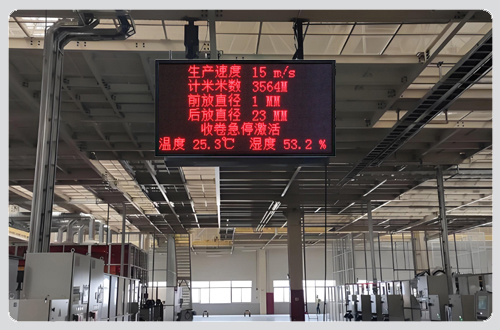 生产速度 15 m/s
计米米数 3564M
前放直径 1 MM
后放直径 23 MM
收卷急停激活
温度 25.3℃ 湿度 53.2 %